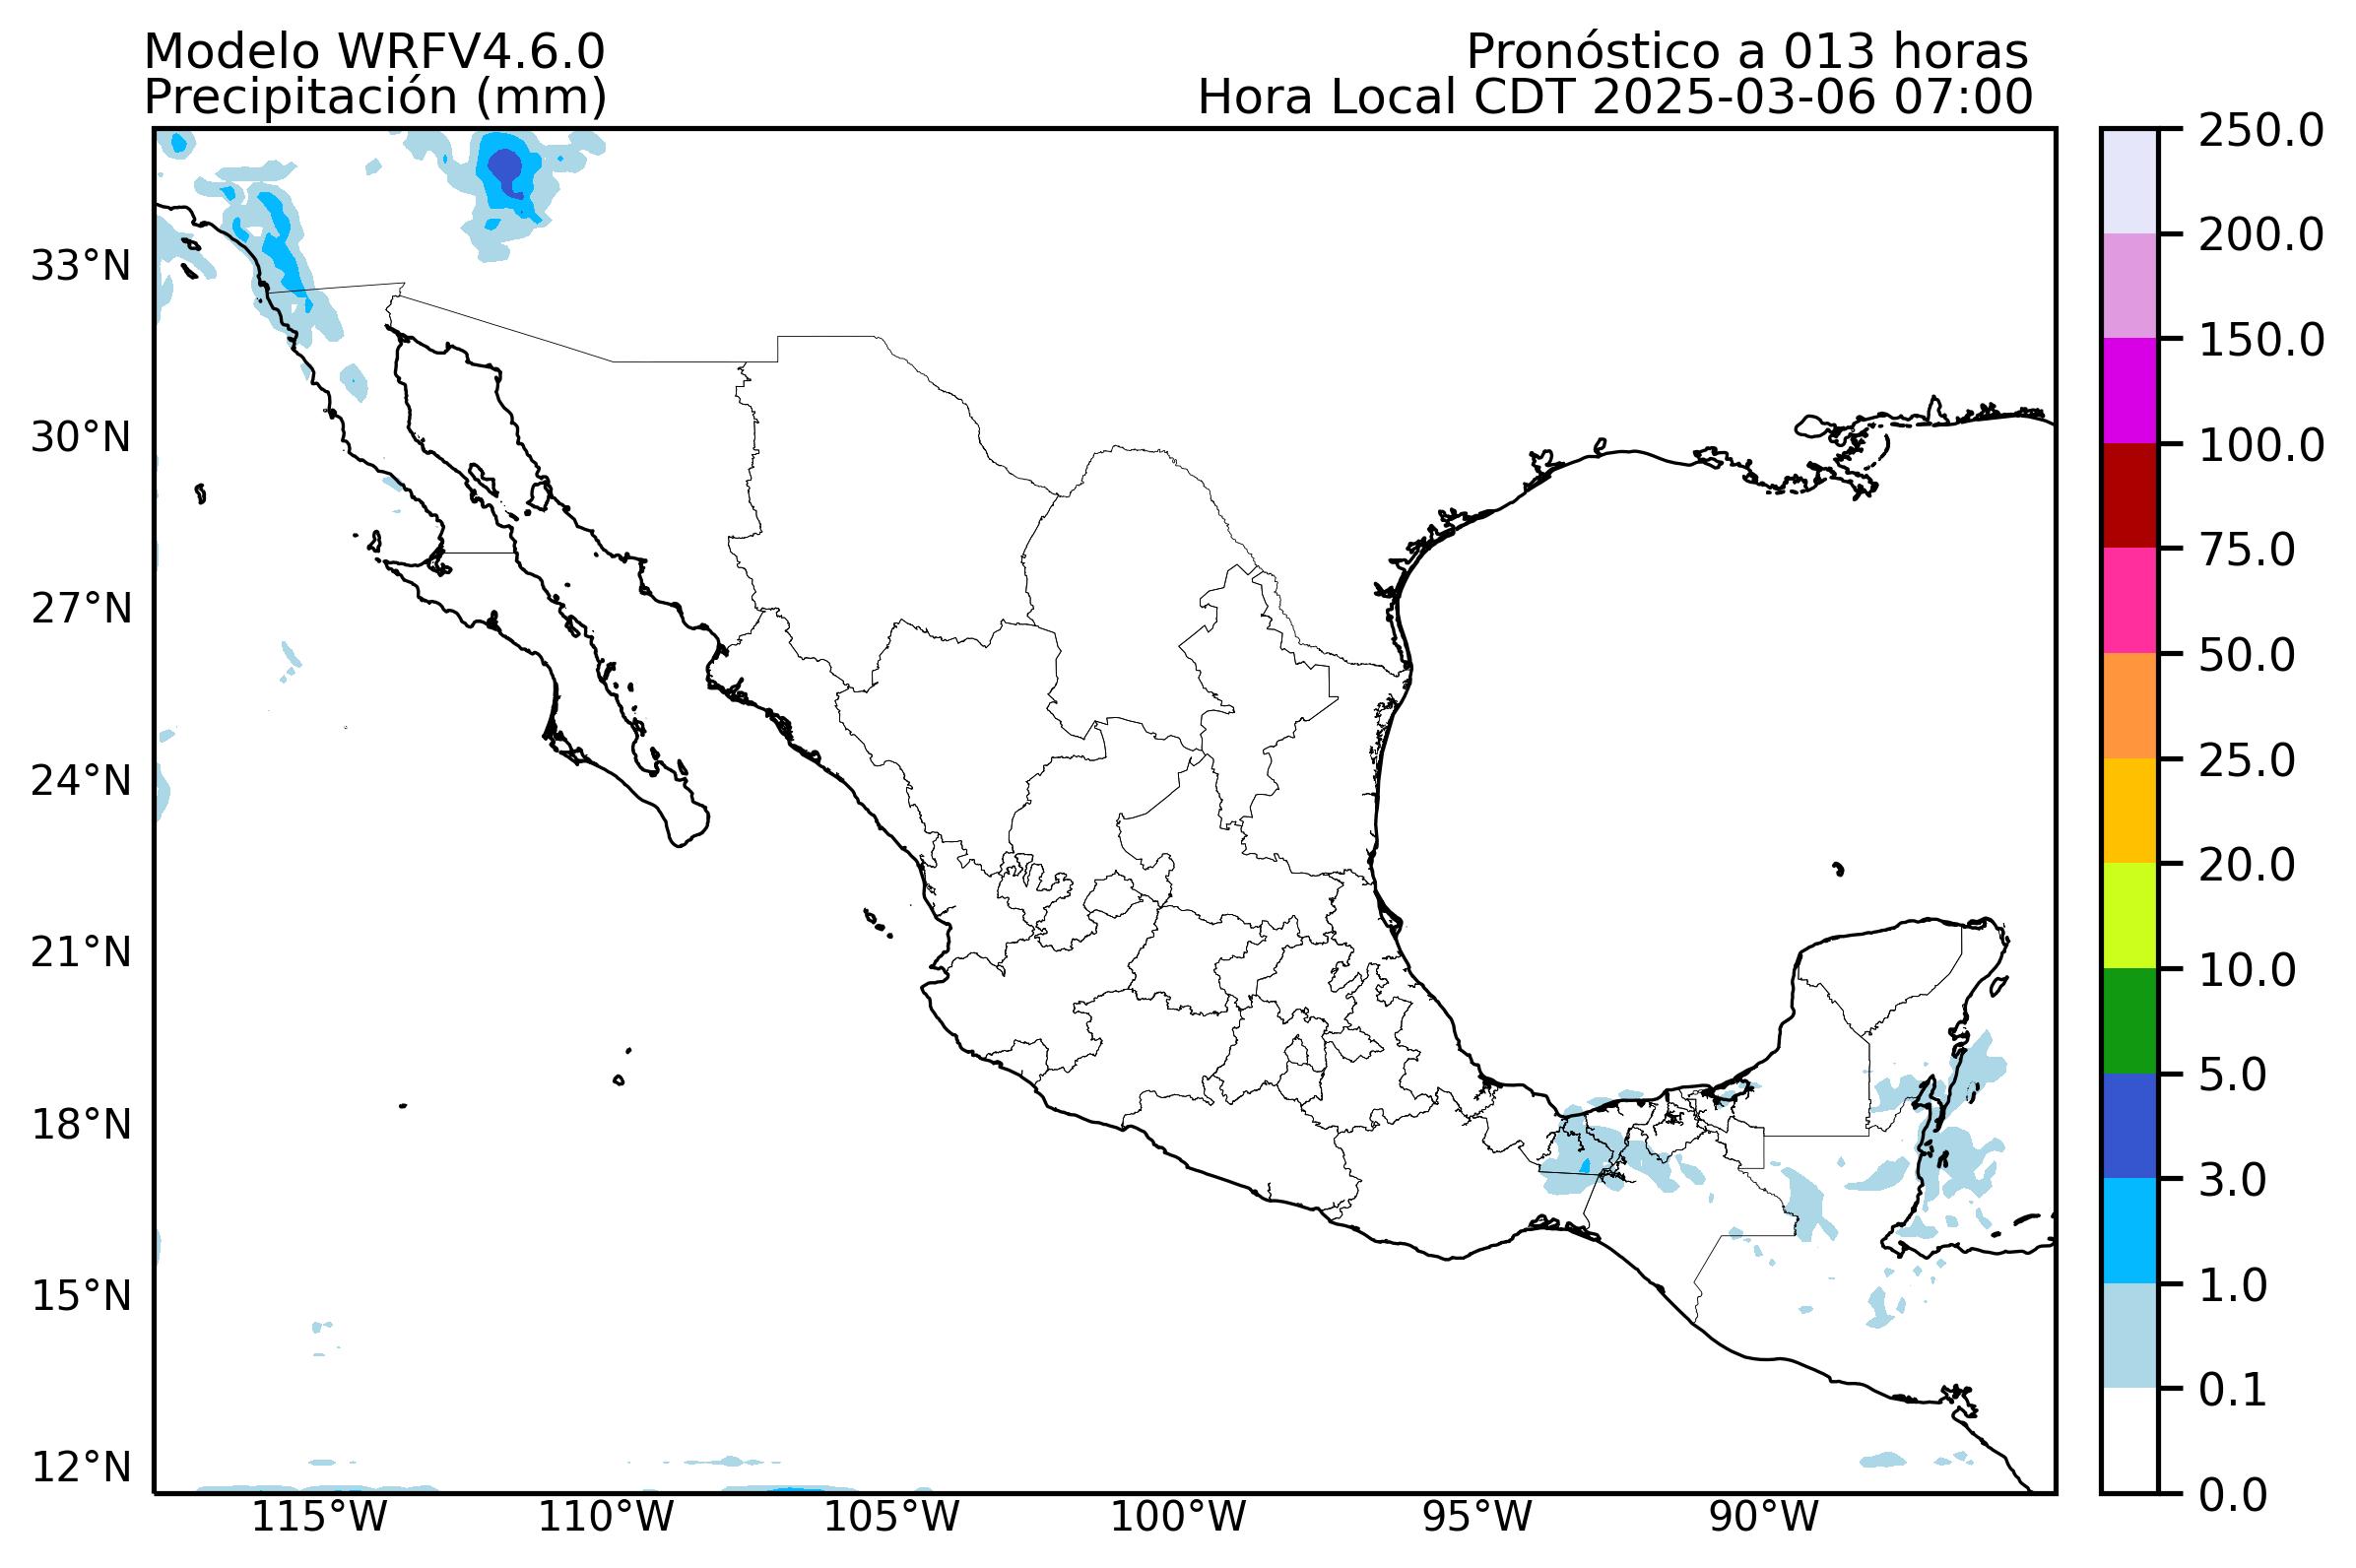 Modelo WRFV4.6.0
Precipitación (mm)
Pronóstico a 013 horas
Hora Local CDT 2025-03-06 07:00
33°N
30°N
27°N
24°N
21°N
18°N
15°N
12°N
115°W
110°W
105°W
100°W
95°W
90°W
250.0
200.0
150.0
100.0
75.0
50.0
25.0
20.0
10.0
5.0
3.0
1.0
0.1
0.0